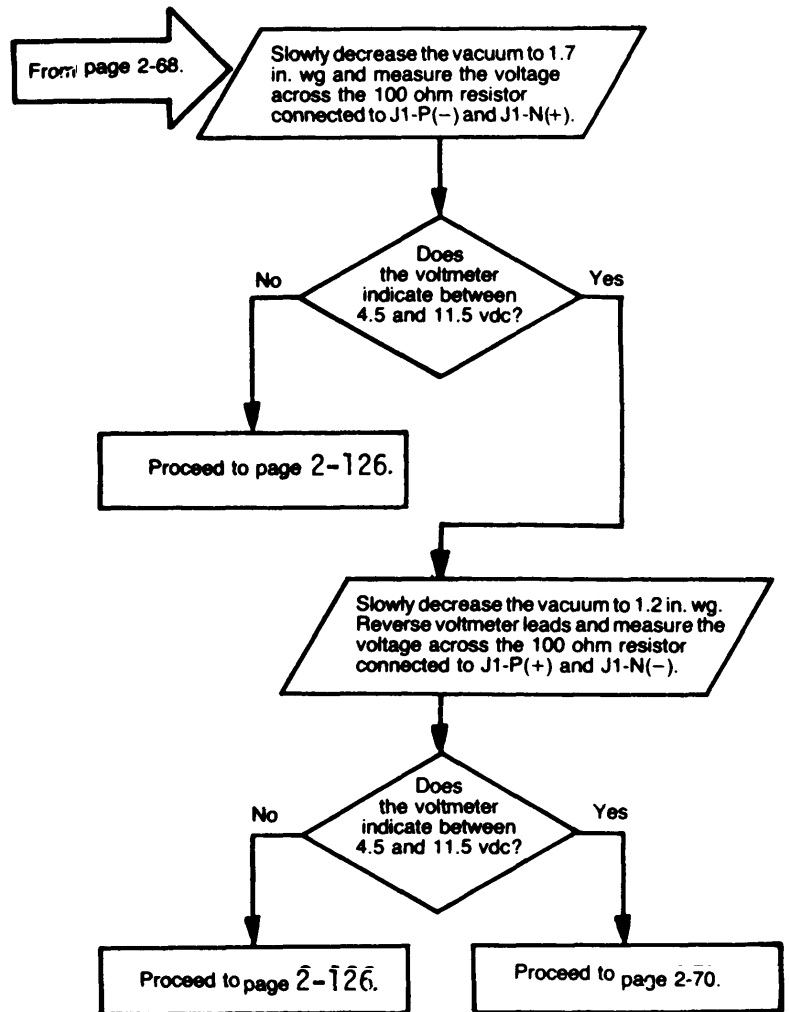 From page 2-68.
Slowly decrease the vacuum to 1.7
in. wg and measure the voltage
across the 100 ohm resistor
connected to J1-P(−) and J1-N(+).
Does
the voltmeter
indicate between
4.5 and 11.5 vdc?
No
Yes
Proceed to page 2-126.
Slowly decrease the vacuum to 1.2 in. wg.
Reverse voltmeter leads and measure the
voltage across the 100 ohm resistor
connected to J1-P(+) and J1-N(−).
Does
the voltmeter
indicate between
4.5 and 11.5 vdc?
No
Yes
Proceed to page 2-126.
Proceed to page 2-70.